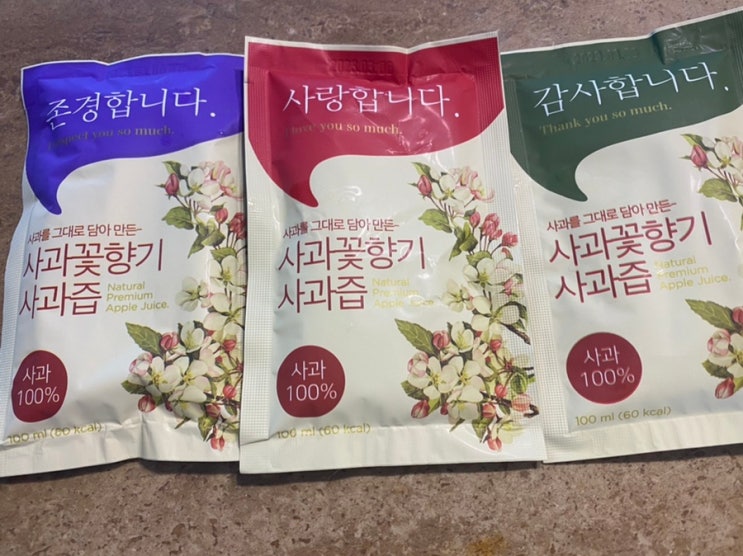 존경합니다.
Respect you so much.
사과를 그대로 담아 만든~
사과꽃향기
사과즙
Natural
Premium
Apple Juice.
사과
100%
100 ml (60 kcal)
사랑합니다.
I love you so much.
사과를 그대로 담아 만든~
사과꽃향기
사과즙
Natural
Premium
Apple Juice
사과
100%
100 ml (60 kcal)
감사합니다.
Thank you so much.
사과를 그대로 담아 만든~
사과꽃향기
사과즙
Natural
Premium
Apple Juice.
사과
100%
100 ml (60 kcal)